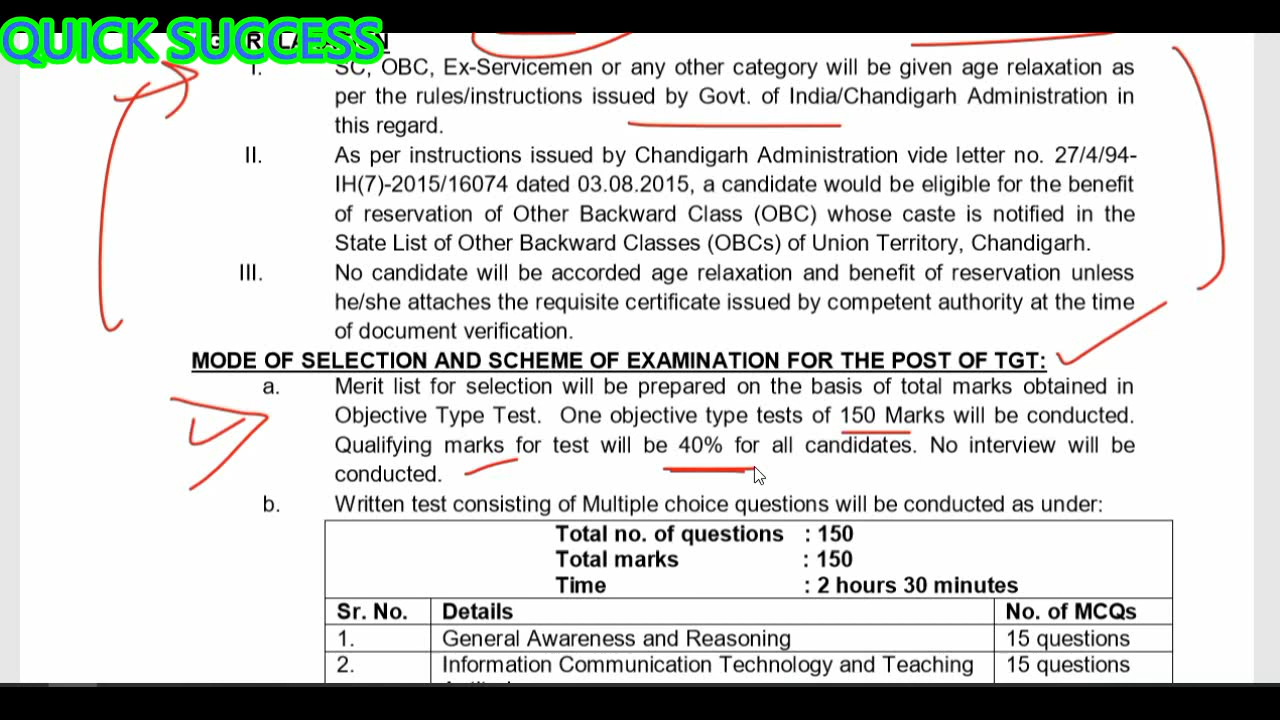 QUICK SUCCESS
I. SC, OBC, Ex-Servicemen or any other category will be given age relaxation as
per the rules/instructions issued by Govt. of India/Chandigarh Administration in
this regard.
II. As per instructions issued by Chandigarh Administration vide letter no. 27/4/94-
IH(7)-2015/16074 dated 03.08.2015, a candidate would be eligible for the benefit
of reservation of Other Backward Class (OBC) whose caste is notified in the
State List of Other Backward Classes (OBCs) of Union Territory, Chandigarh.
III. No candidate will be accorded age relaxation and benefit of reservation unless
he/she attaches the requisite certificate issued by competent authority at the time
of document verification.
MODE OF SELECTION AND SCHEME OF EXAMINATION FOR THE POST OF TGT:
a. Merit list for selection will be prepared on the basis of total marks obtained in
Objective Type Test. One objective type tests of 150 Marks will be conducted.
Qualifying marks for test will be 40% for all candidates. No interview will be
conducted.
b. Written test consisting of Multiple choice questions will be conducted as under:
Total no. of questions : 150
Total marks : 150
Time : 2 hours 30 minutes
Sr. No. Details No. of MCQs
1. General Awareness and Reasoning 15 questions
2. Information Communication Technology and Teaching 15 questions